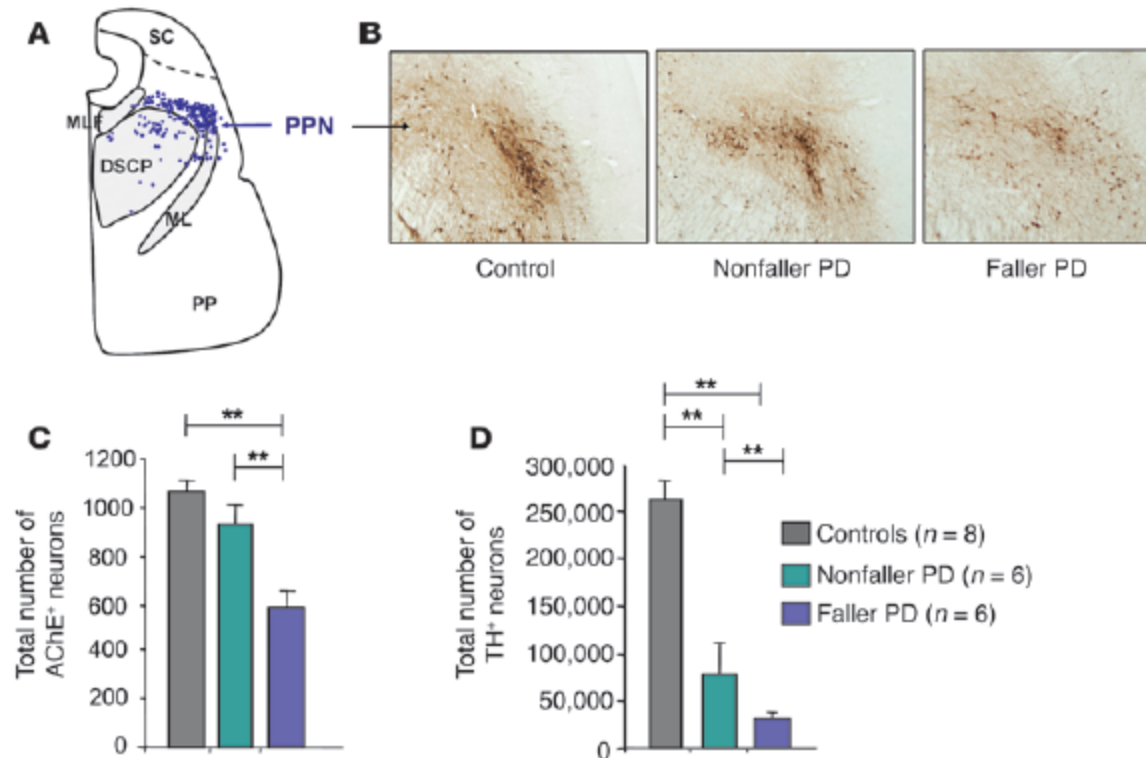 A
SC
MLF
PPN
DSCP
ML
PP
B
Control
Nonfaller PD
Faller PD
C
**
**
Total number of
AChE⁺ neurons
1200
1000
800
600
400
200
0
D
**
**
**
Total number of
TH⁺ neurons
300,000
250,000
200,000
150,000
100,000
50,000
0
Controls (n = 8)
Nonfaller PD (n = 6)
Faller PD (n = 6)